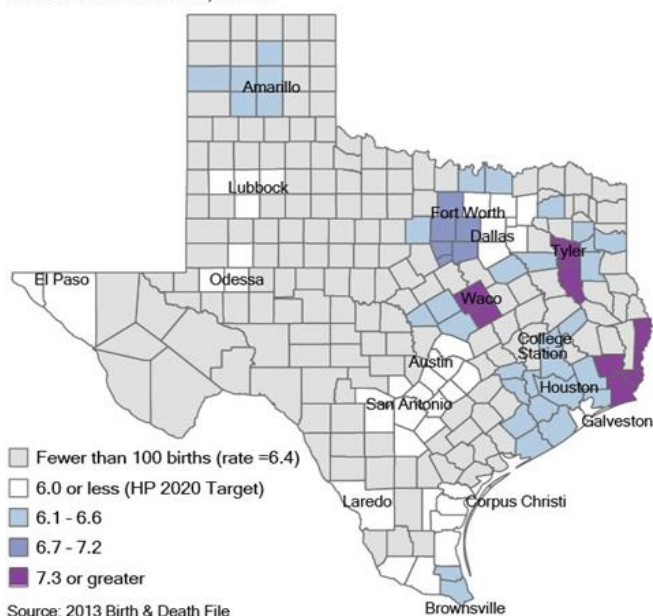 Amarillo
Lubbock
Fort Worth
Dallas
Tyler
El Paso
Odessa
Waco
College
Station
Austin
Houston
San Antonio
Galveston
Fewer than 100 births (rate =6.4)
6.0 or less (HP 2020 Target)
6.1 - 6.6
6.7 - 7.2
7.3 or greater
Laredo
Corpus Christi
Source: 2013 Birth & Death File
Brownsville